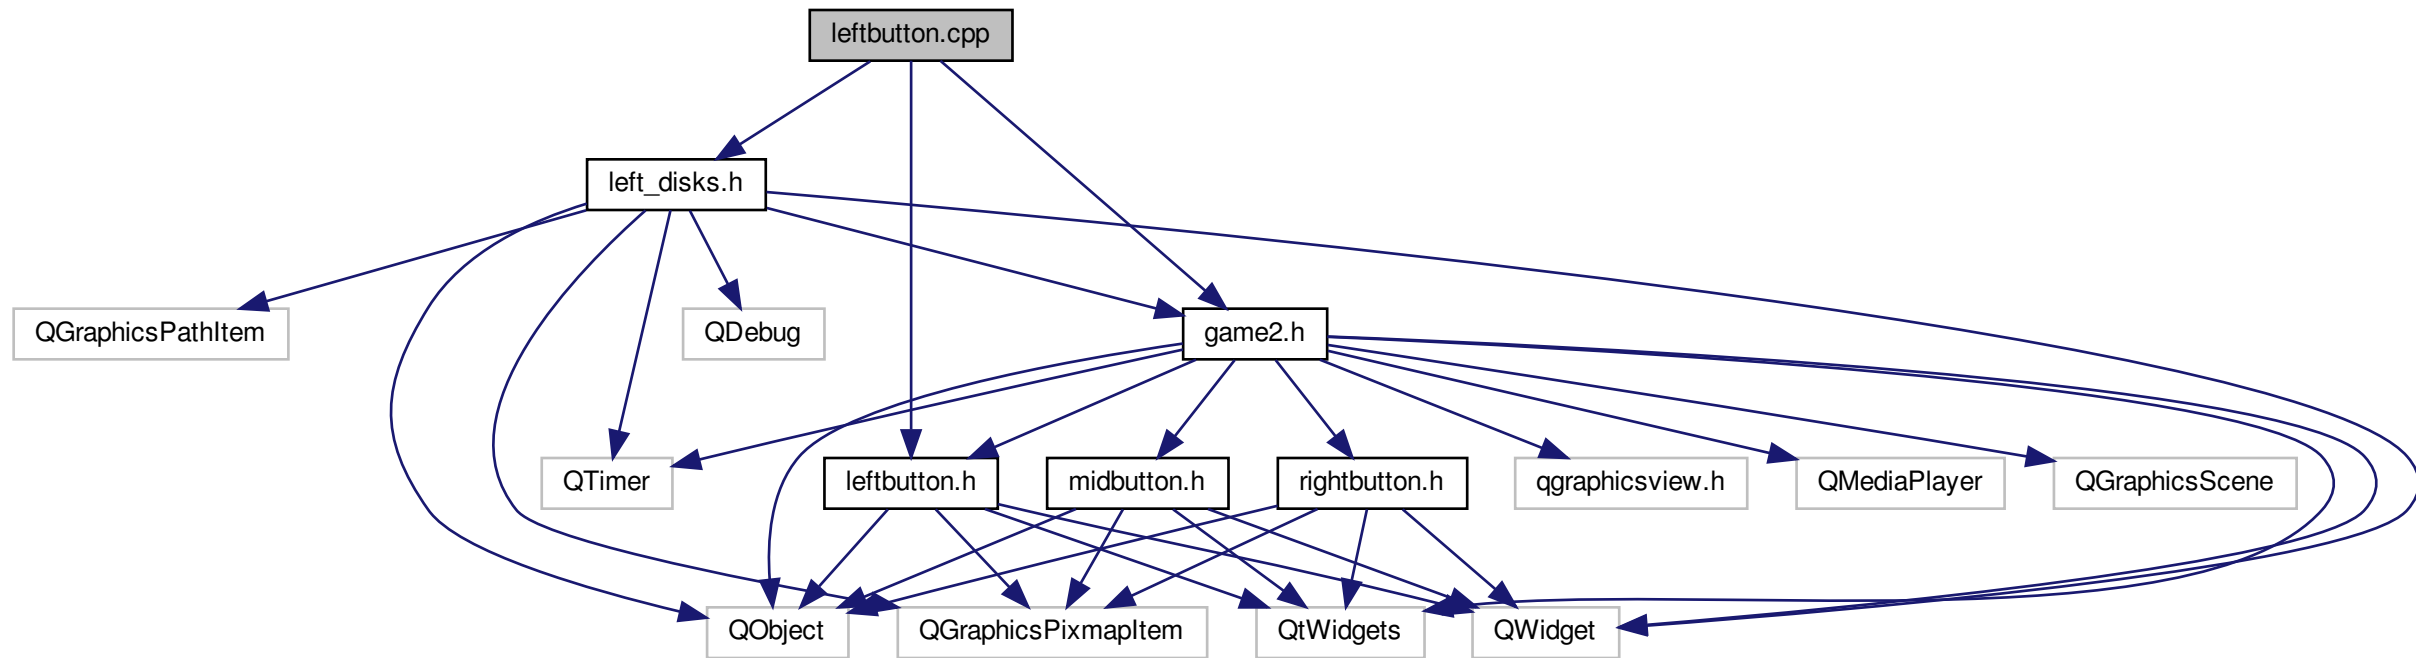 leftbutton.cpp
left_disks.h
QGraphicsPathItem
QDebug
game2.h
QTimer
leftbutton.h
midbutton.h
rightbutton.h
qgraphicsview.h
QMediaPlayer
QGraphicsScene
QObject
QGraphicsPixmapItem
QtWidgets
QWidget